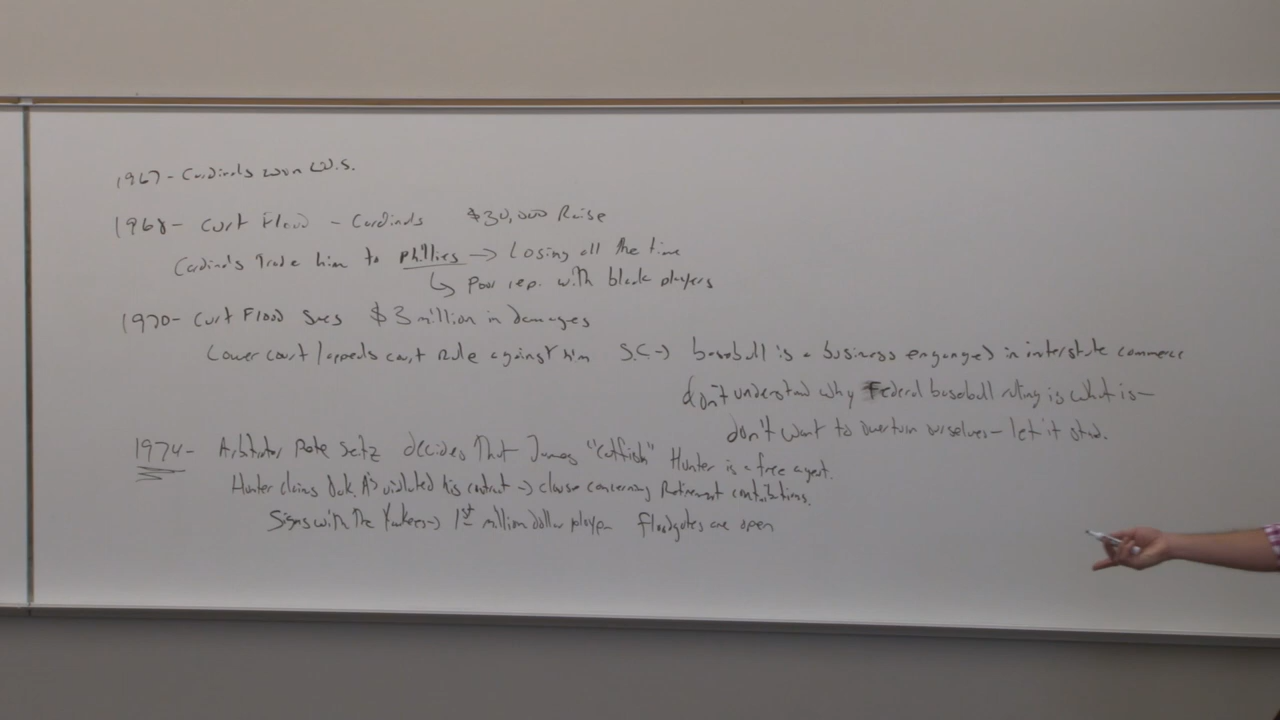 1967- Cardinals won W.S.
1968- Curt Flood - Cardinals $30,000 Raise
Cardinals Trade him to Phillies → Losing all the time
↳ Poor rep. with black players
1970- Curt Flood Sues $3 million in damages
Lower court/appeals court Rule against him S.C → baseball is a business enganged in interstate commerce
don't understand why Federal baseball ruling is what is-
don't want to overturn ourselves- let it stand.
1974- Arbitrator Pete Seitz decides That James "Catfish" Hunter is a free agent.
Hunter claims Oak. A's violated his contract → clause concerning Retirement contributions.
Signs with The Yankees → 1st million dollar player floodgates are open